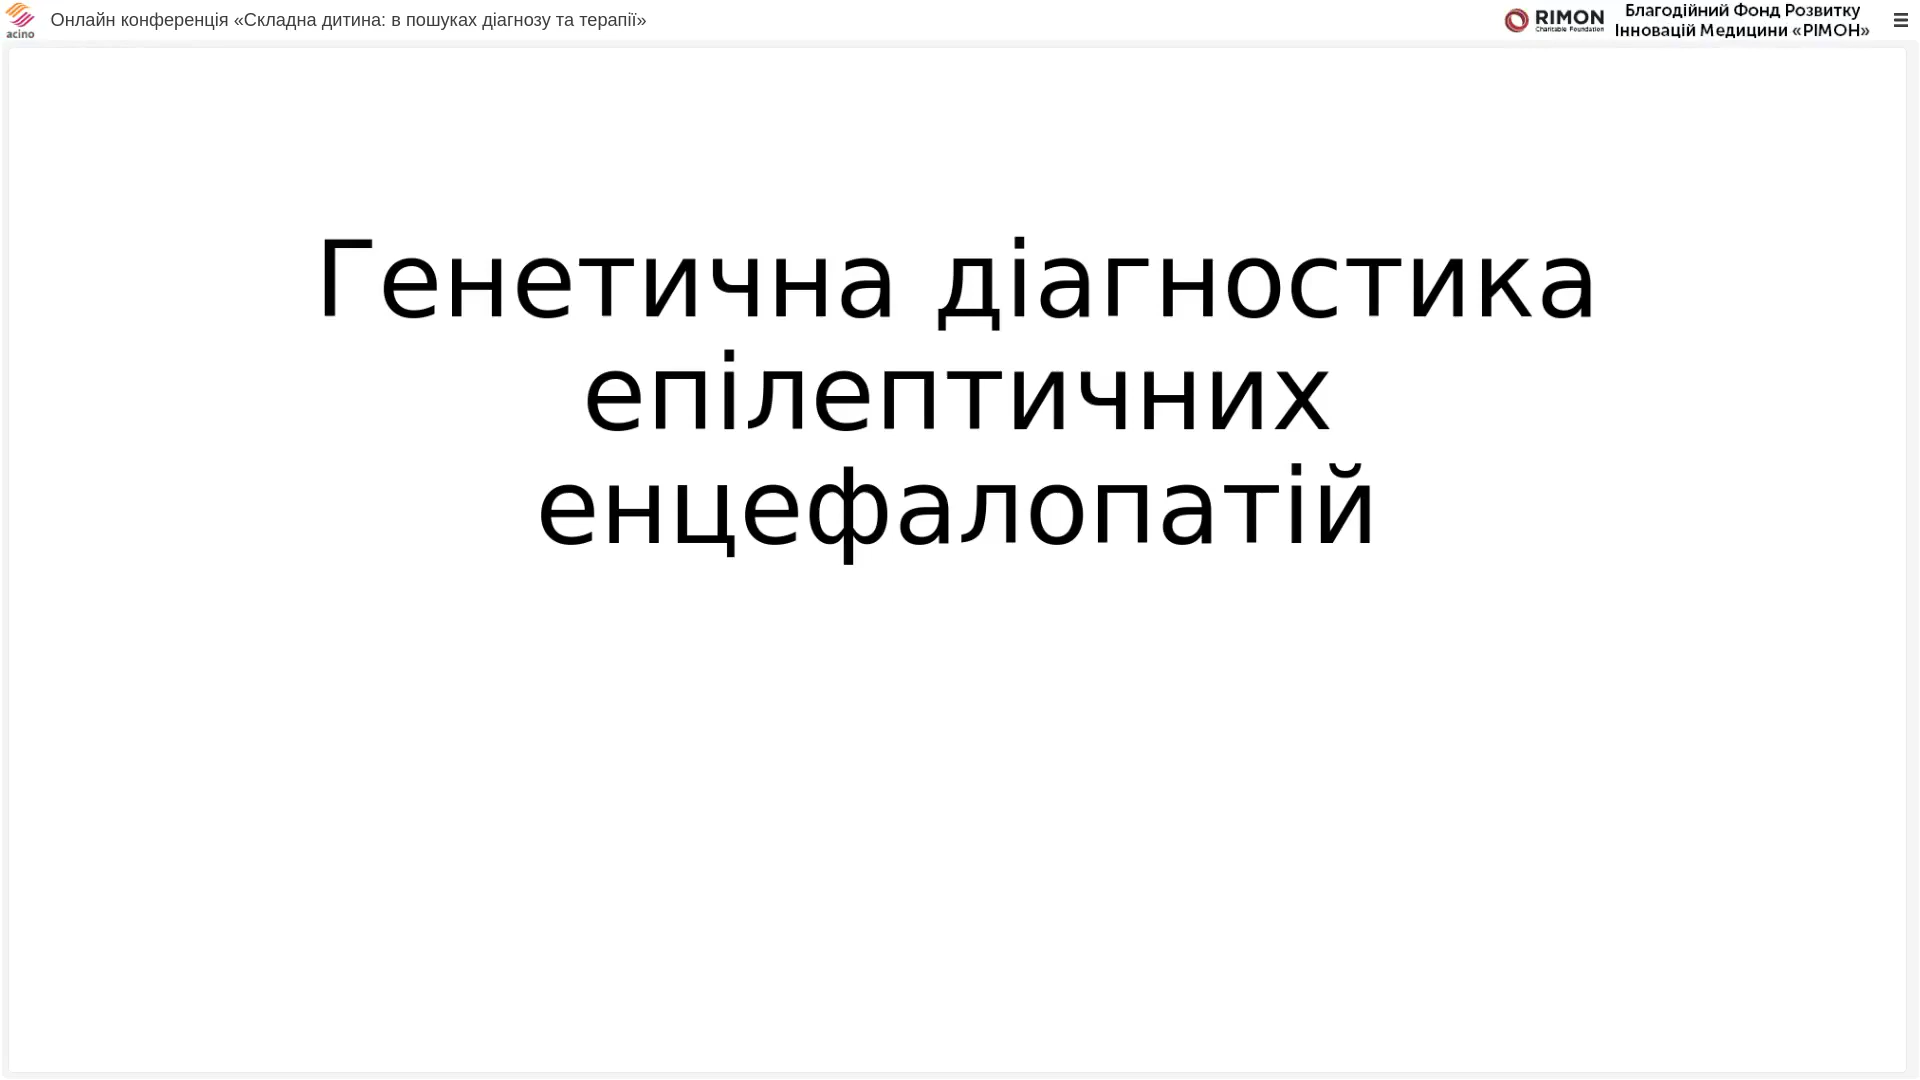 acino
Онлайн конференція «Складна дитина: в пошуках діагнозу та терапії»
RIMON
Charitable Foundation
Благодійний Фонд Розвитку
Інновацій Медицини «РІМОН»
Генетична діагностика
епілептичних
енцефалопатій